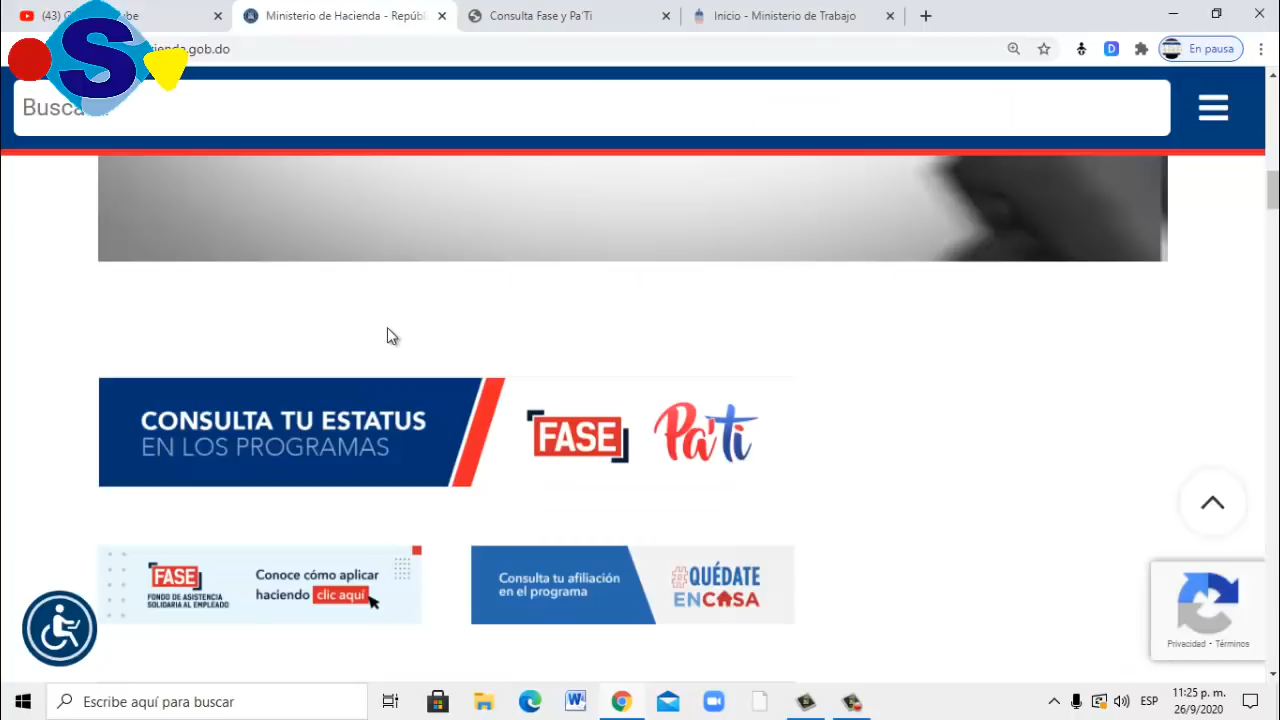 (43) G
be
Ministerio de Hacienda - Repúbl
Consulta Fase y Pa'Ti
Inicio - Ministerio de Trabajo
ienda.gob.do
En pausa
S
Busca
CONSULTA TU ESTATUS
EN LOS PROGRAMAS
FASE
Pa'Ti
FASE
FONDO DE ASISTENCIA
SOLIDARIA AL EMPLEADO
Conoce cómo aplicar
haciendo clic aquí
Consulta tu afiliación
en el programa
#QUÉDATE
ENCASA
Privacidad - Términos
Escribe aquí para buscar
ESP
11:25 p. m.
26/9/2020